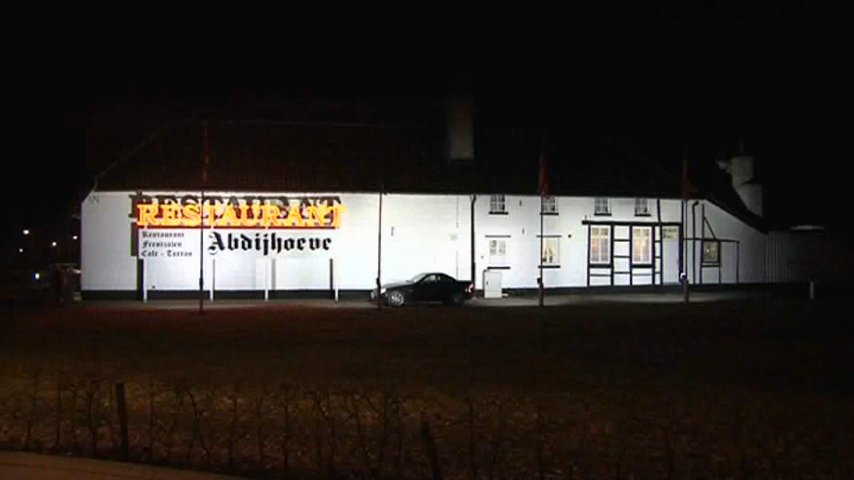 RESTAURANT
Abdijhoeve
Restaurant
Feestzalen
Café - Terras